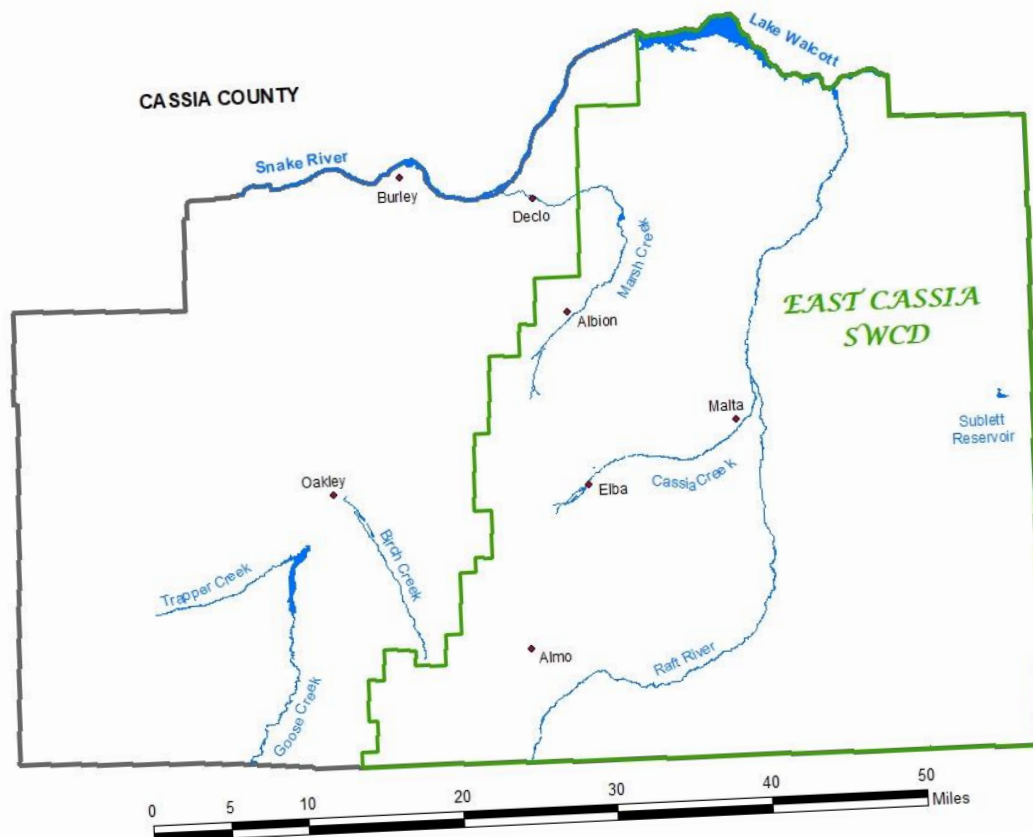 Lake Walcott
CASSIA COUNTY
Snake River
Burley
Declo
Marsh Creek
EAST CASSIA
SWCD
Albion
Malta
Sublett
Reservoir
Cassia Creek
Elba
Oakley
Birch Creek
Trapper Creek
Almo
Raft River
Goose Creek
0 5 10 20 30 40 50
Miles